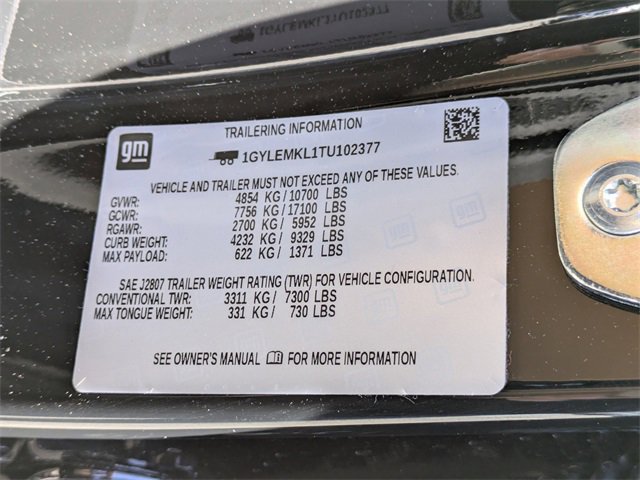 1GYLEMKL1TU102377
gm
TRAILERING INFORMATION
1GYLEMKL1TU102377
VEHICLE AND TRAILER MUST NOT EXCEED ANY OF THESE VALUES.
GVWR: 4854 KG/10700 LBS
GCWR: 7756 KG/17100 LBS
RGAWR: 2700 KG/ 5952 LBS
CURB WEIGHT: 4232 KG/ 9329 LBS
MAX PAYLOAD: 622 KG/ 1371 LBS
SAE J2807 TRAILER WEIGHT RATING (TWR) FOR VEHICLE CONFIGURATION.
CONVENTIONAL TWR: 3311 KG/ 7300 LBS
MAX TONGUE WEIGHT: 331 KG/ 730 LBS
SEE OWNER'S MANUAL FOR MORE INFORMATION